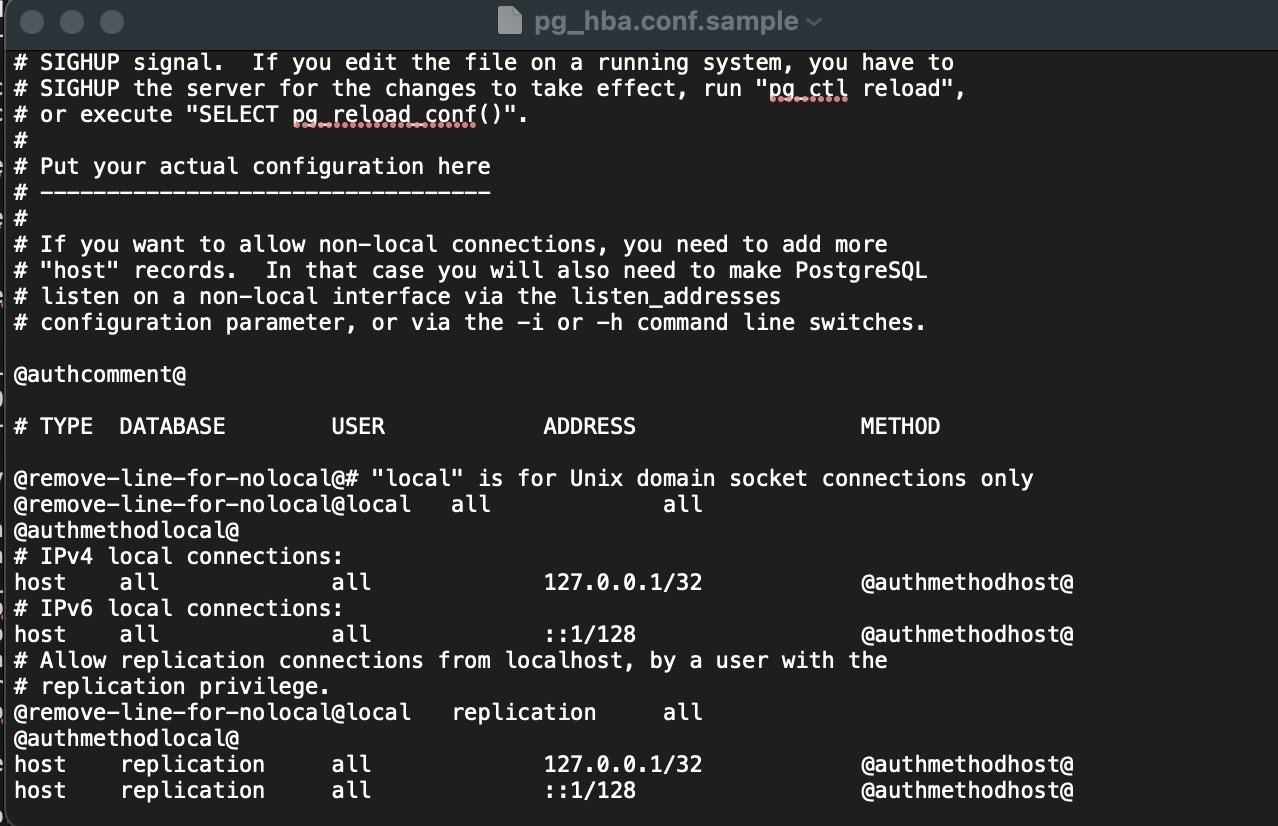 pg_hba.conf.sample
# SIGHUP signal.  If you edit the file on a running system, you have to
# SIGHUP the server for the changes to take effect, run "pg_ctl reload",
# or execute "SELECT pg_reload_conf()".
#
# Put your actual configuration here
# ----------------------------------
#
# If you want to allow non-local connections, you need to add more
# "host" records.  In that case you will also need to make PostgreSQL
# listen on a non-local interface via the listen_addresses
# configuration parameter, or via the -i or -h command line switches.
@authcomment@
# TYPE  DATABASE        USER            ADDRESS                 METHOD
@remove-line-for-nolocal@# "local" is for Unix domain socket connections only
@remove-line-for-nolocal@local   all             all
@authmethodlocal@
# IPv4 local connections:
host    all             all             127.0.0.1/32            @authmethodhost@
# IPv6 local connections:
host    all             all             ::1/128                 @authmethodhost@
# Allow replication connections from localhost, by a user with the
# replication privilege.
@remove-line-for-nolocal@local   replication     all
@authmethodlocal@
host    replication     all             127.0.0.1/32            @authmethodhost@
host    replication     all             ::1/128                 @authmethodhost@